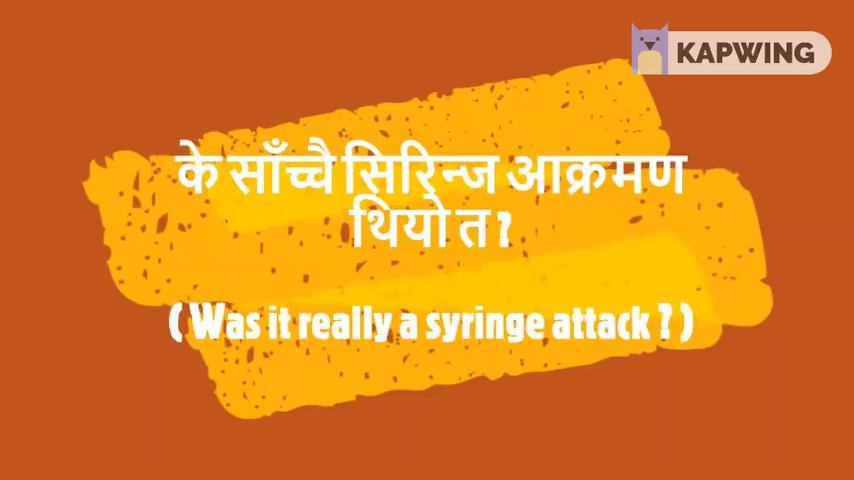 KAPWING
के साँच्चै सिरिन्ज आक्रमण
थियो त ?
( Was it really a syringe attack ? )